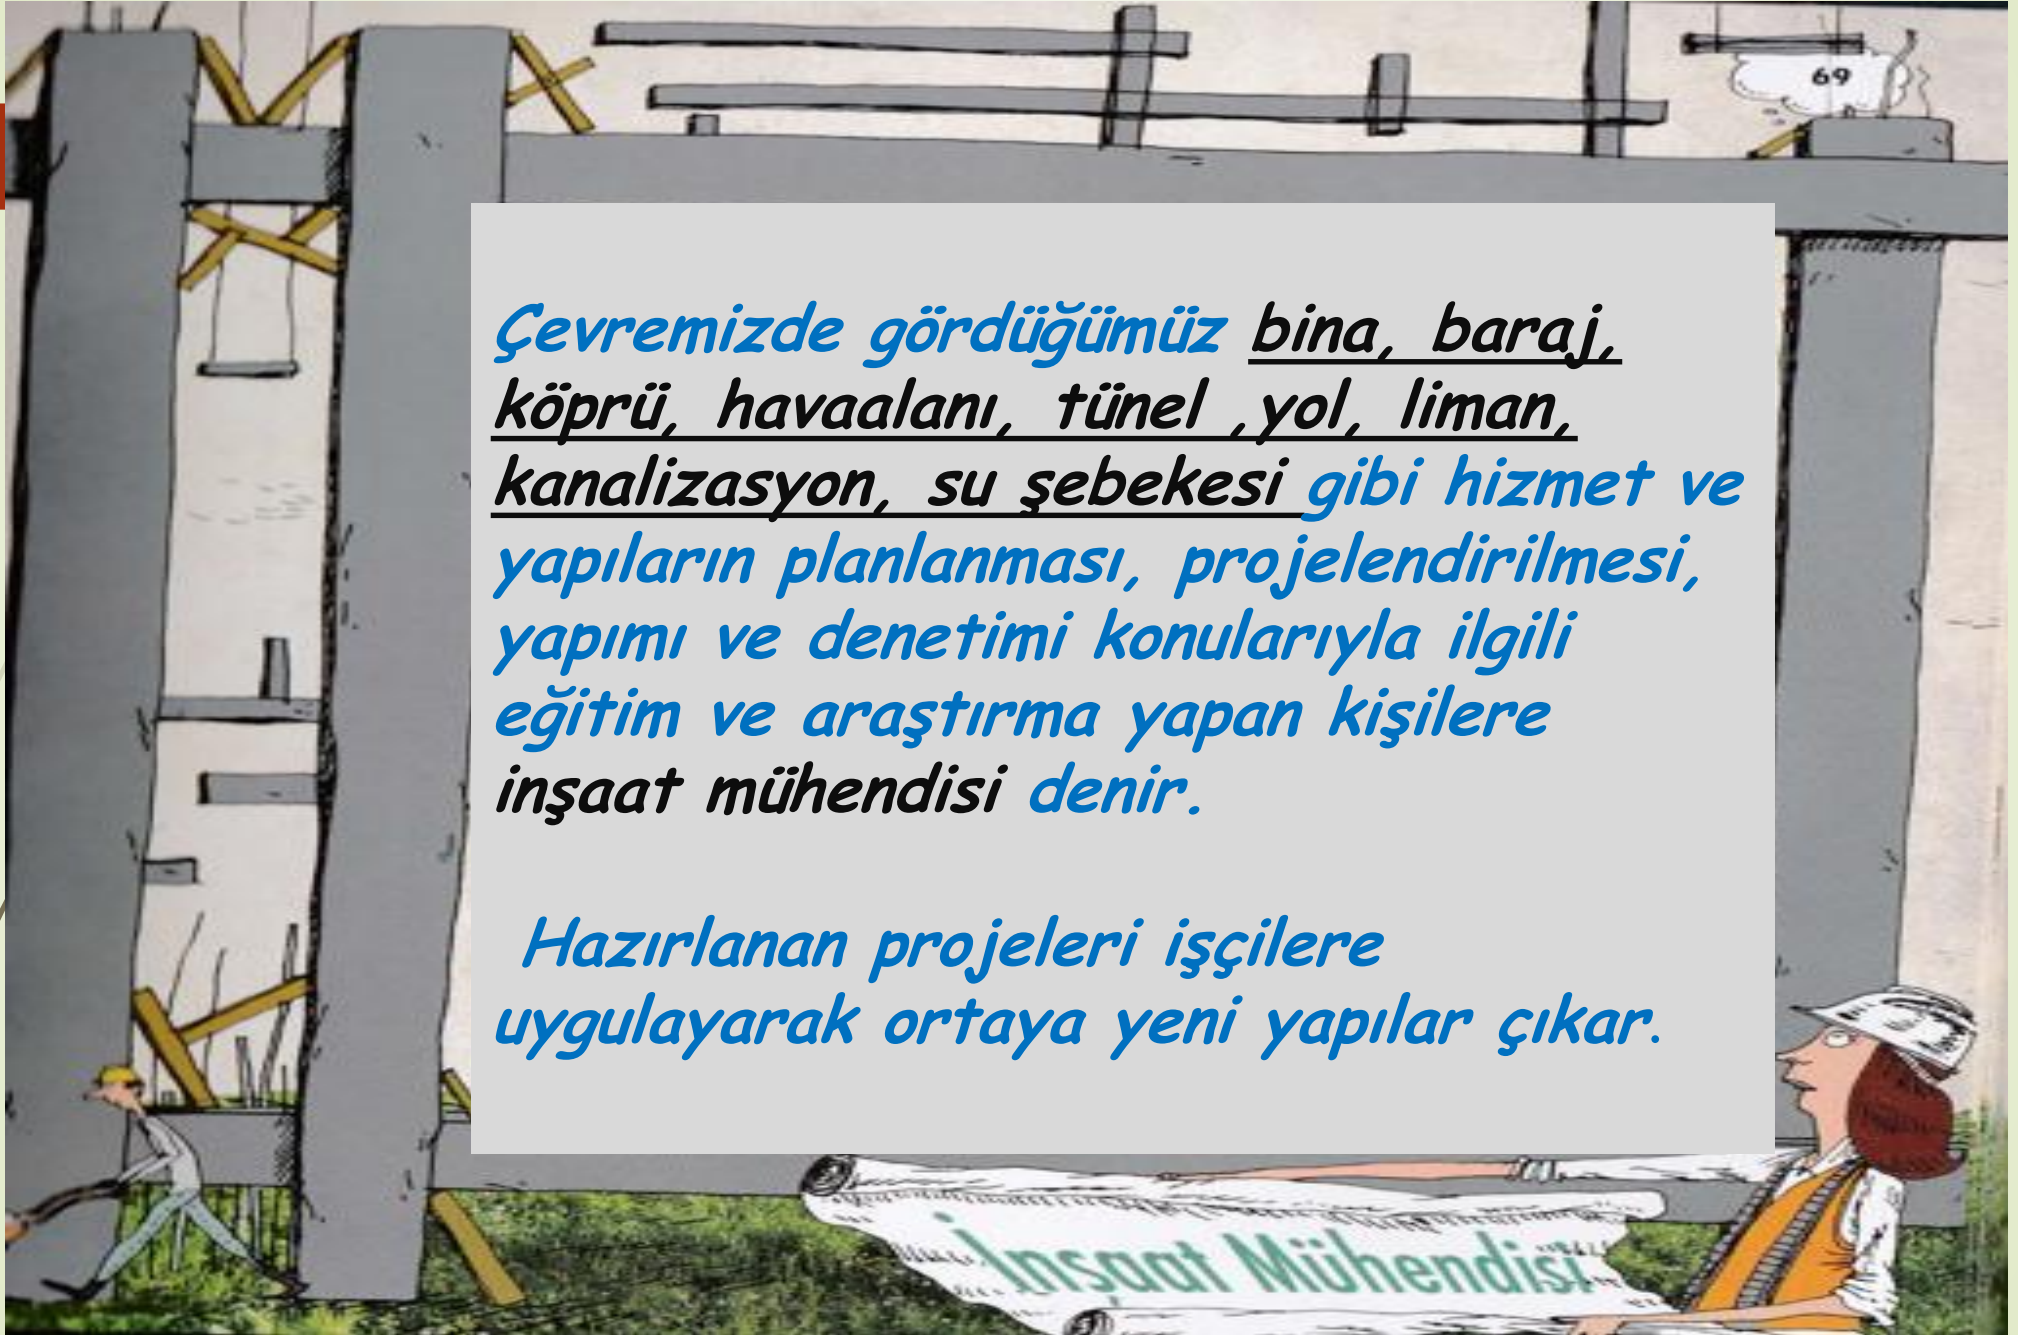 69
Çevremizde gördüğümüz bina, baraj,
köprü, havaalanı, tünel ,yol, liman,
kanalizasyon, su şebekesi gibi hizmet ve
yapıların planlanması, projelendirilmesi,
yapımı ve denetimi konularıyla ilgili
eğitim ve araştırma yapan kişilere
inşaat mühendisi denir.
Hazırlanan projeleri işçilere
uygulayarak ortaya yeni yapılar çıkar.
İnşaat Mühendisi